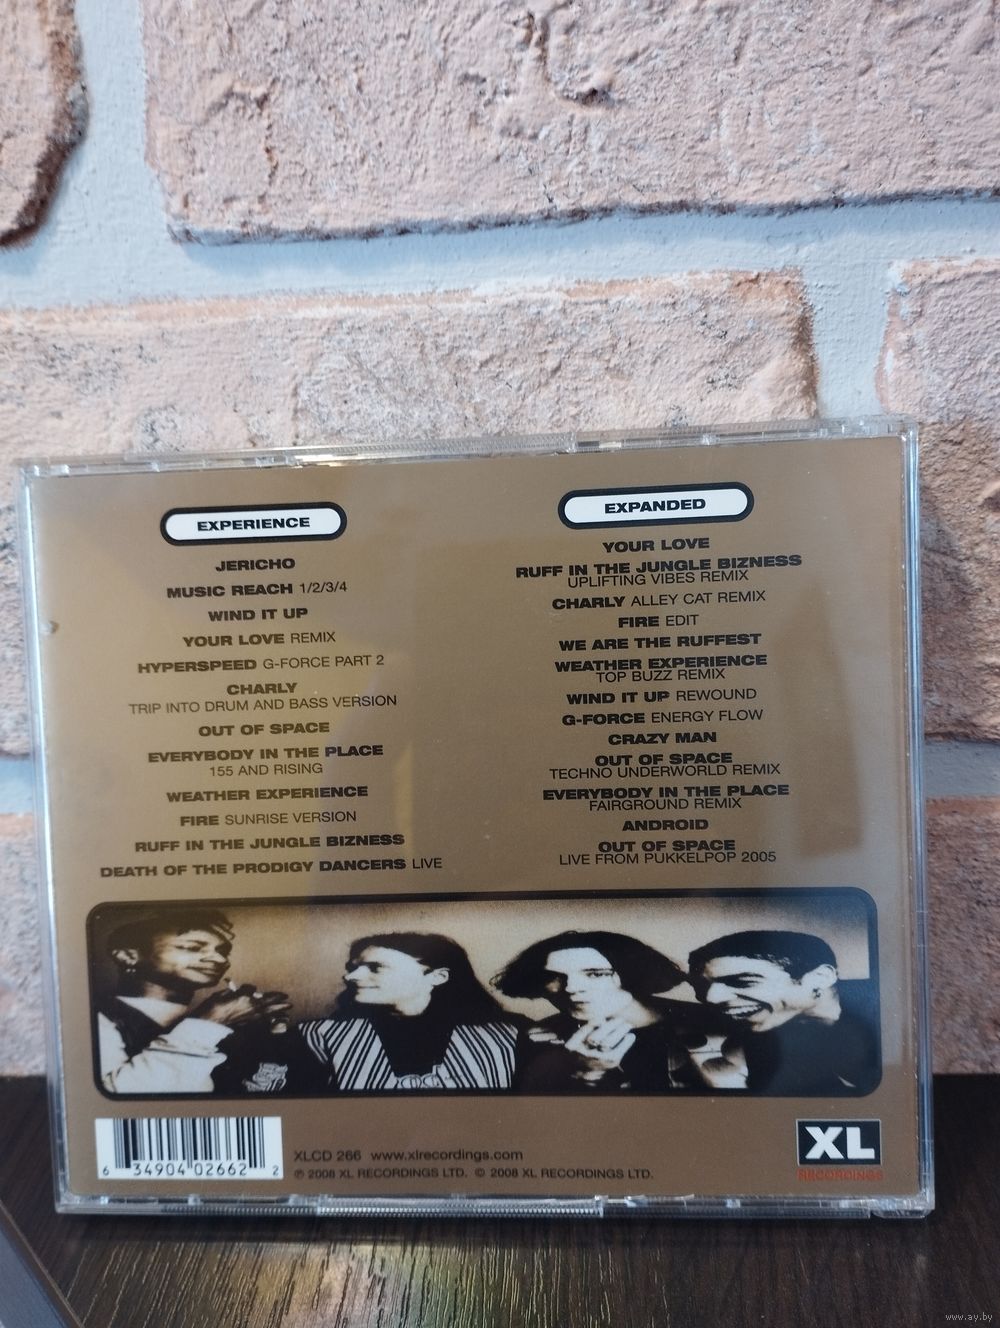 EXPERIENCE
JERICHO
MUSIC REACH 1/2/3/4
WIND IT UP
YOUR LOVE REMIX
HYPERSPEED G-FORCE PART 2
CHARLY
TRIP INTO DRUM AND BASS VERSION
OUT OF SPACE
EVERYBODY IN THE PLACE
155 AND RISING
WEATHER EXPERIENCE
FIRE SUNRISE VERSION
RUFF IN THE JUNGLE BIZNESS
DEATH OF THE PRODIGY DANCERS LIVE
EXPANDED
YOUR LOVE
RUFF IN THE JUNGLE BIZNESS
UPLIFTING VIBES REMIX
CHARLY ALLEY CAT REMIX
FIRE EDIT
WE ARE THE RUFFEST
WEATHER EXPERIENCE
TOP BUZZ REMIX
WIND IT UP REWOUND
G-FORCE ENERGY FLOW
CRAZY MAN
OUT OF SPACE
TECHNO UNDERWORLD REMIX
EVERYBODY IN THE PLACE
FAIRGROUND REMIX
ANDROID
OUT OF SPACE
LIVE FROM PUKKELPOP 2005
6 34904 02662 2
XLCD 266 www.xlrecordings.com
℗ 2008 XL RECORDINGS LTD. © 2008 XL RECORDINGS LTD.
XL
RECORDINGS
www.ay.by